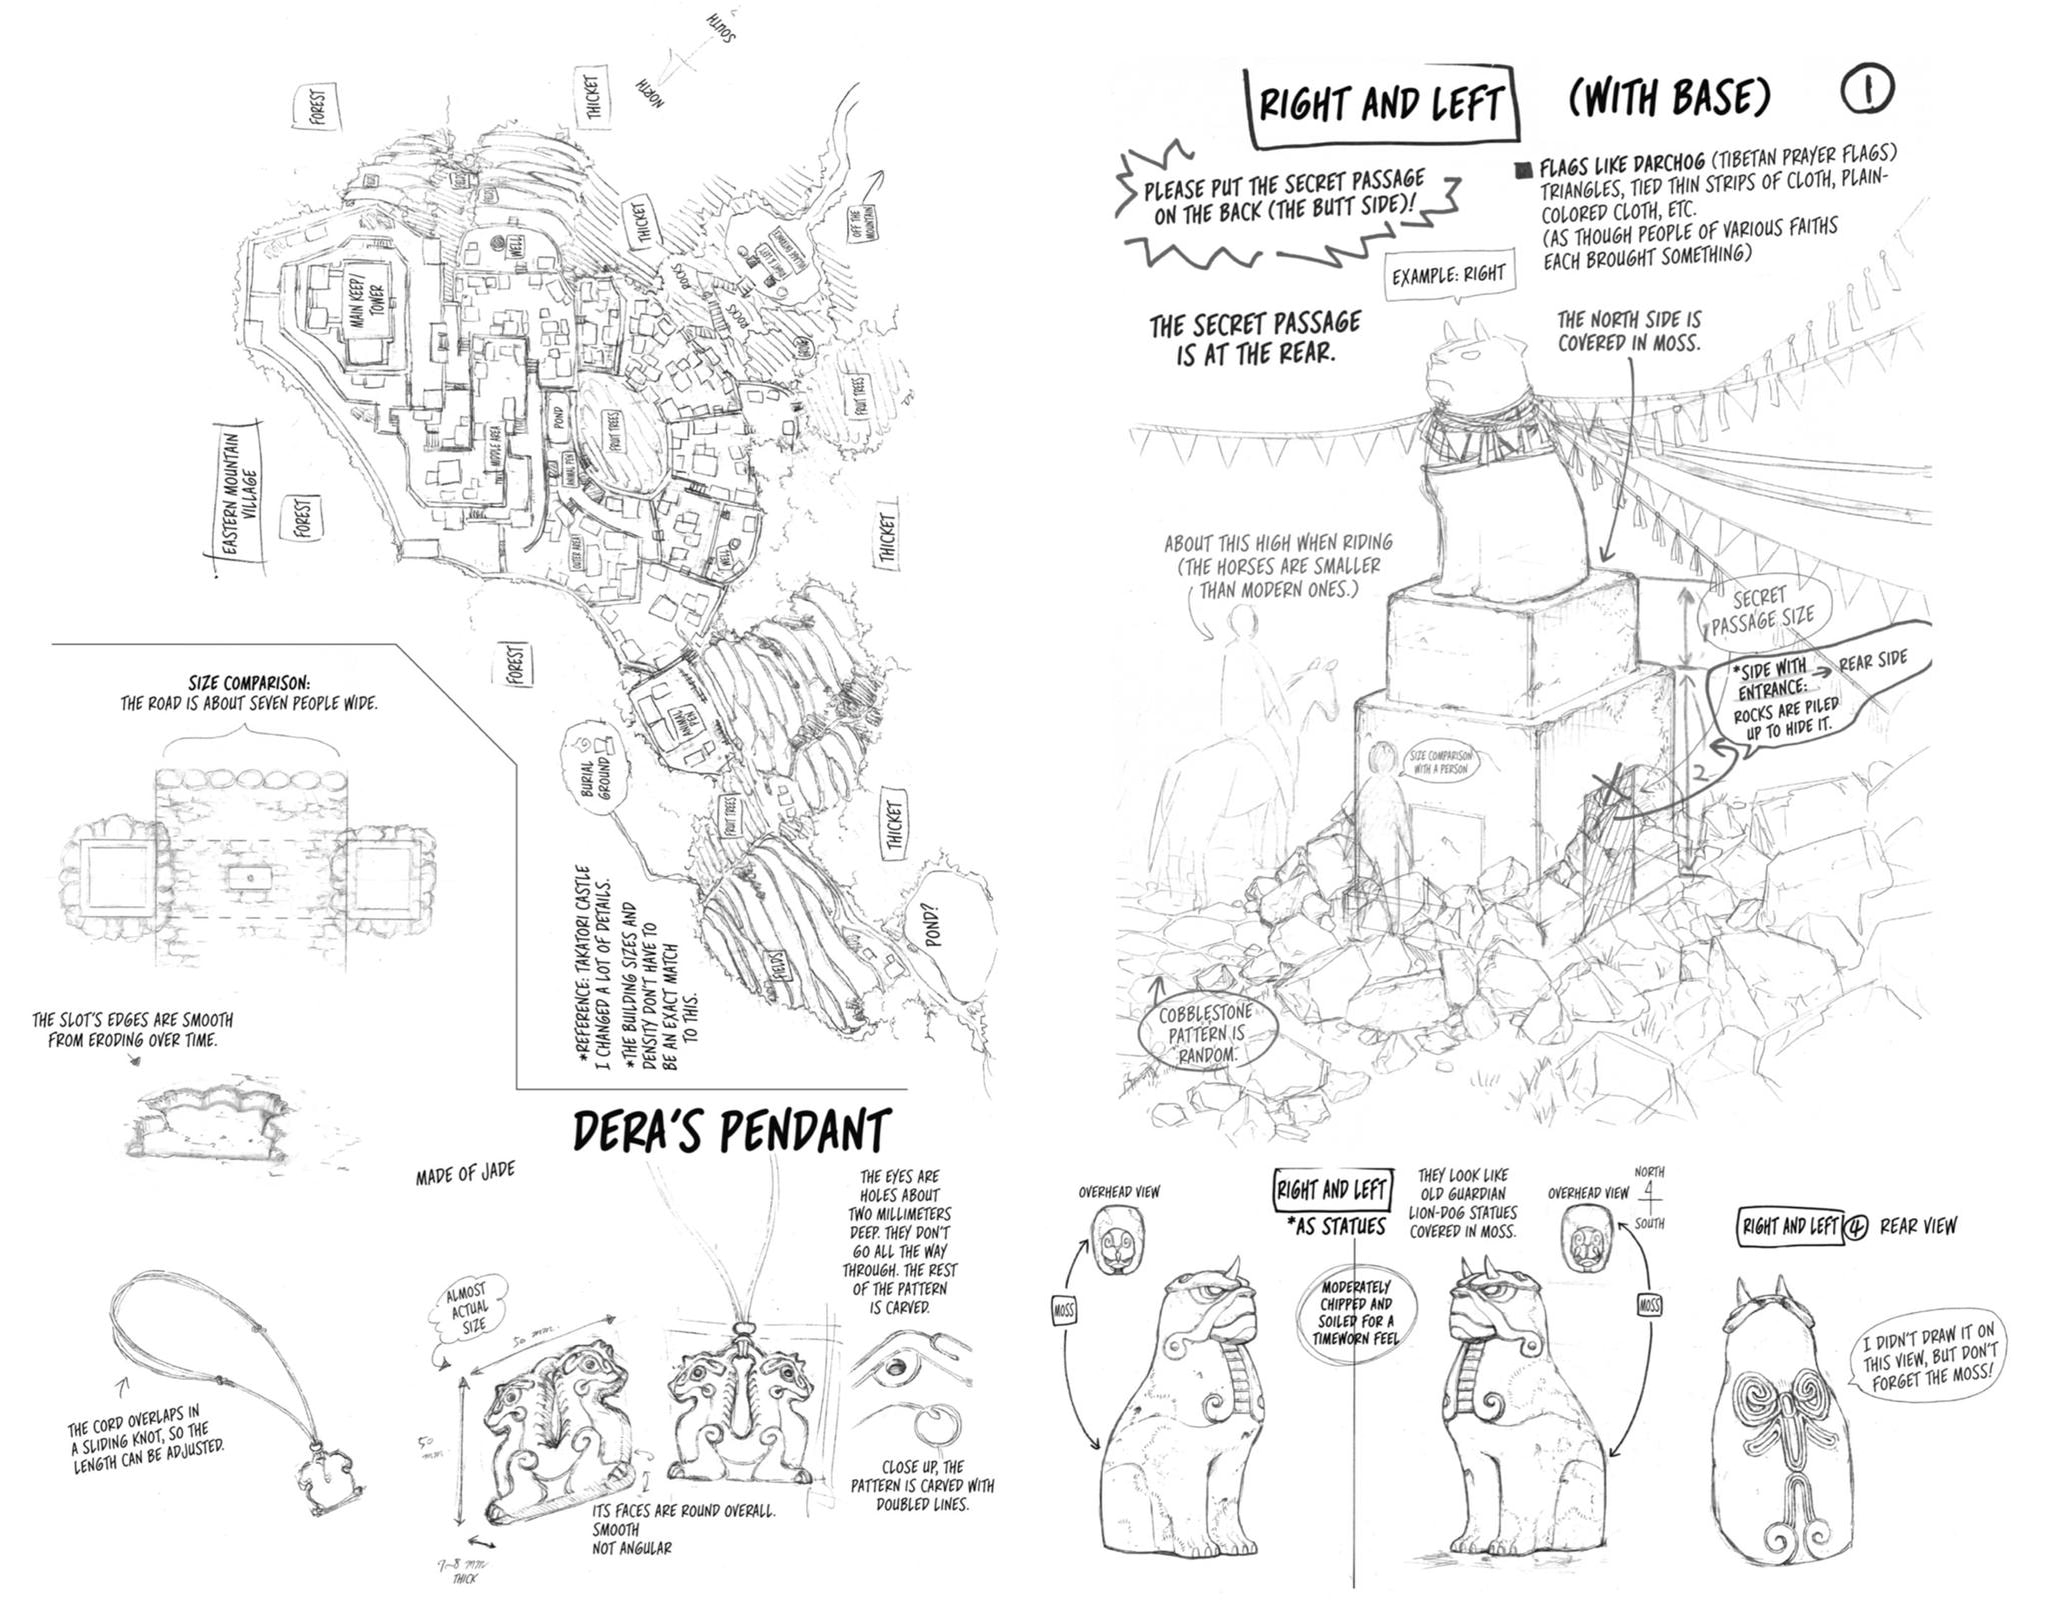 SOUTH
NORTH
FOREST
THICKET
FIELD
WELL
THICKET
OFF THE
MOUNTAIN
VILLAGE ENTRANCE
RIGHT & LEFT
ROCKS
ROCKS
MAIN KEEP/
TOWER
FRUIT TREES
POND
FRUIT TREES
MIDDLE AREA
ANIMAL PEN
EASTERN MOUNTAIN
VILLAGE
FOREST
OUTER AREA
WELL
THICKET
FOREST
ANIMAL
PEN
BURIAL
GROUND
FRUIT TREES
THICKET
FIELDS
POND?
*REFERENCE: TAKATORI CASTLE
I CHANGED A LOT OF DETAILS.
*THE BUILDING SIZES AND
DENSITY DON'T HAVE TO
BE AN EXACT MATCH
TO THIS.
SIZE COMPARISON:
THE ROAD IS ABOUT SEVEN PEOPLE WIDE.
THE SLOT'S EDGES ARE SMOOTH
FROM ERODING OVER TIME.
DERA'S PENDANT
MADE OF JADE
THE EYES ARE
HOLES ABOUT
TWO MILLIMETERS
DEEP. THEY DON'T
GO ALL THE WAY
THROUGH. THE REST
OF THE PATTERN
IS CARVED.
ALMOST
ACTUAL
SIZE
50 mm
50
mm
THE CORD OVERLAPS IN
A SLIDING KNOT, SO THE
LENGTH CAN BE ADJUSTED.
CLOSE UP, THE
PATTERN IS CARVED WITH
DOUBLED LINES.
ITS FACES ARE ROUND OVERALL.
SMOOTH
NOT ANGULAR
7~8 mm
THICK
RIGHT AND LEFT (WITH BASE) 1
PLEASE PUT THE SECRET PASSAGE
ON THE BACK (THE BUTT SIDE)!
FLAGS LIKE DARCHOG (TIBETAN PRAYER FLAGS)
TRIANGLES, TIED THIN STRIPS OF CLOTH, PLAIN-
COLORED CLOTH, ETC.
(AS THOUGH PEOPLE OF VARIOUS FAITHS
EACH BROUGHT SOMETHING)
EXAMPLE: RIGHT
THE SECRET PASSAGE
IS AT THE REAR.
THE NORTH SIDE IS
COVERED IN MOSS.
ABOUT THIS HIGH WHEN RIDING
(THE HORSES ARE SMALLER
THAN MODERN ONES.)
SECRET
PASSAGE SIZE
*SIDE WITH → REAR SIDE
ENTRANCE:
ROCKS ARE PILED
UP TO HIDE IT.
SIZE COMPARISON
WITH A PERSON
2
COBBLESTONE
PATTERN IS
RANDOM.
OVERHEAD VIEW
RIGHT AND LEFT
*AS STATUES
THEY LOOK LIKE
OLD GUARDIAN
LION-DOG STATUES
COVERED IN MOSS.
OVERHEAD VIEW
NORTH
SOUTH
RIGHT AND LEFT 4 REAR VIEW
MOSS
MODERATELY
CHIPPED AND
SOILED FOR A
TIMEWORN FEEL
MOSS
I DIDN'T DRAW IT ON
THIS VIEW, BUT DON'T
FORGET THE MOSS!